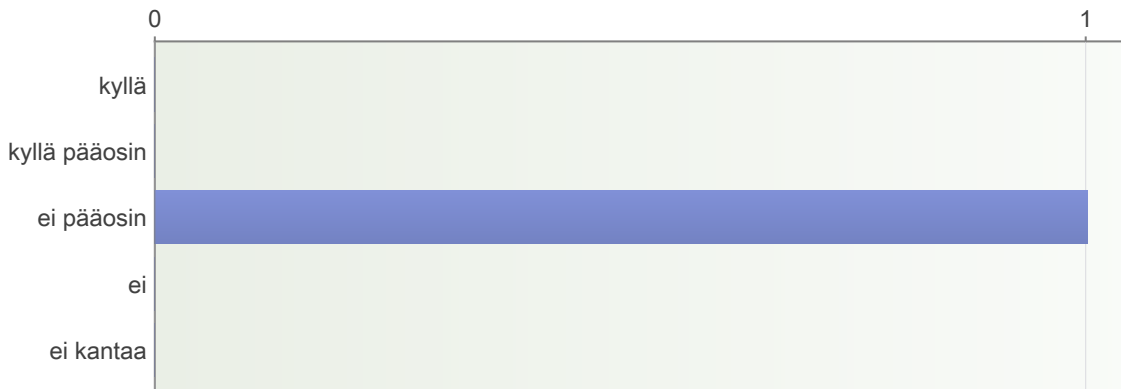 0 1
kyllä
kyllä pääosin
ei pääosin
ei
ei kantaa